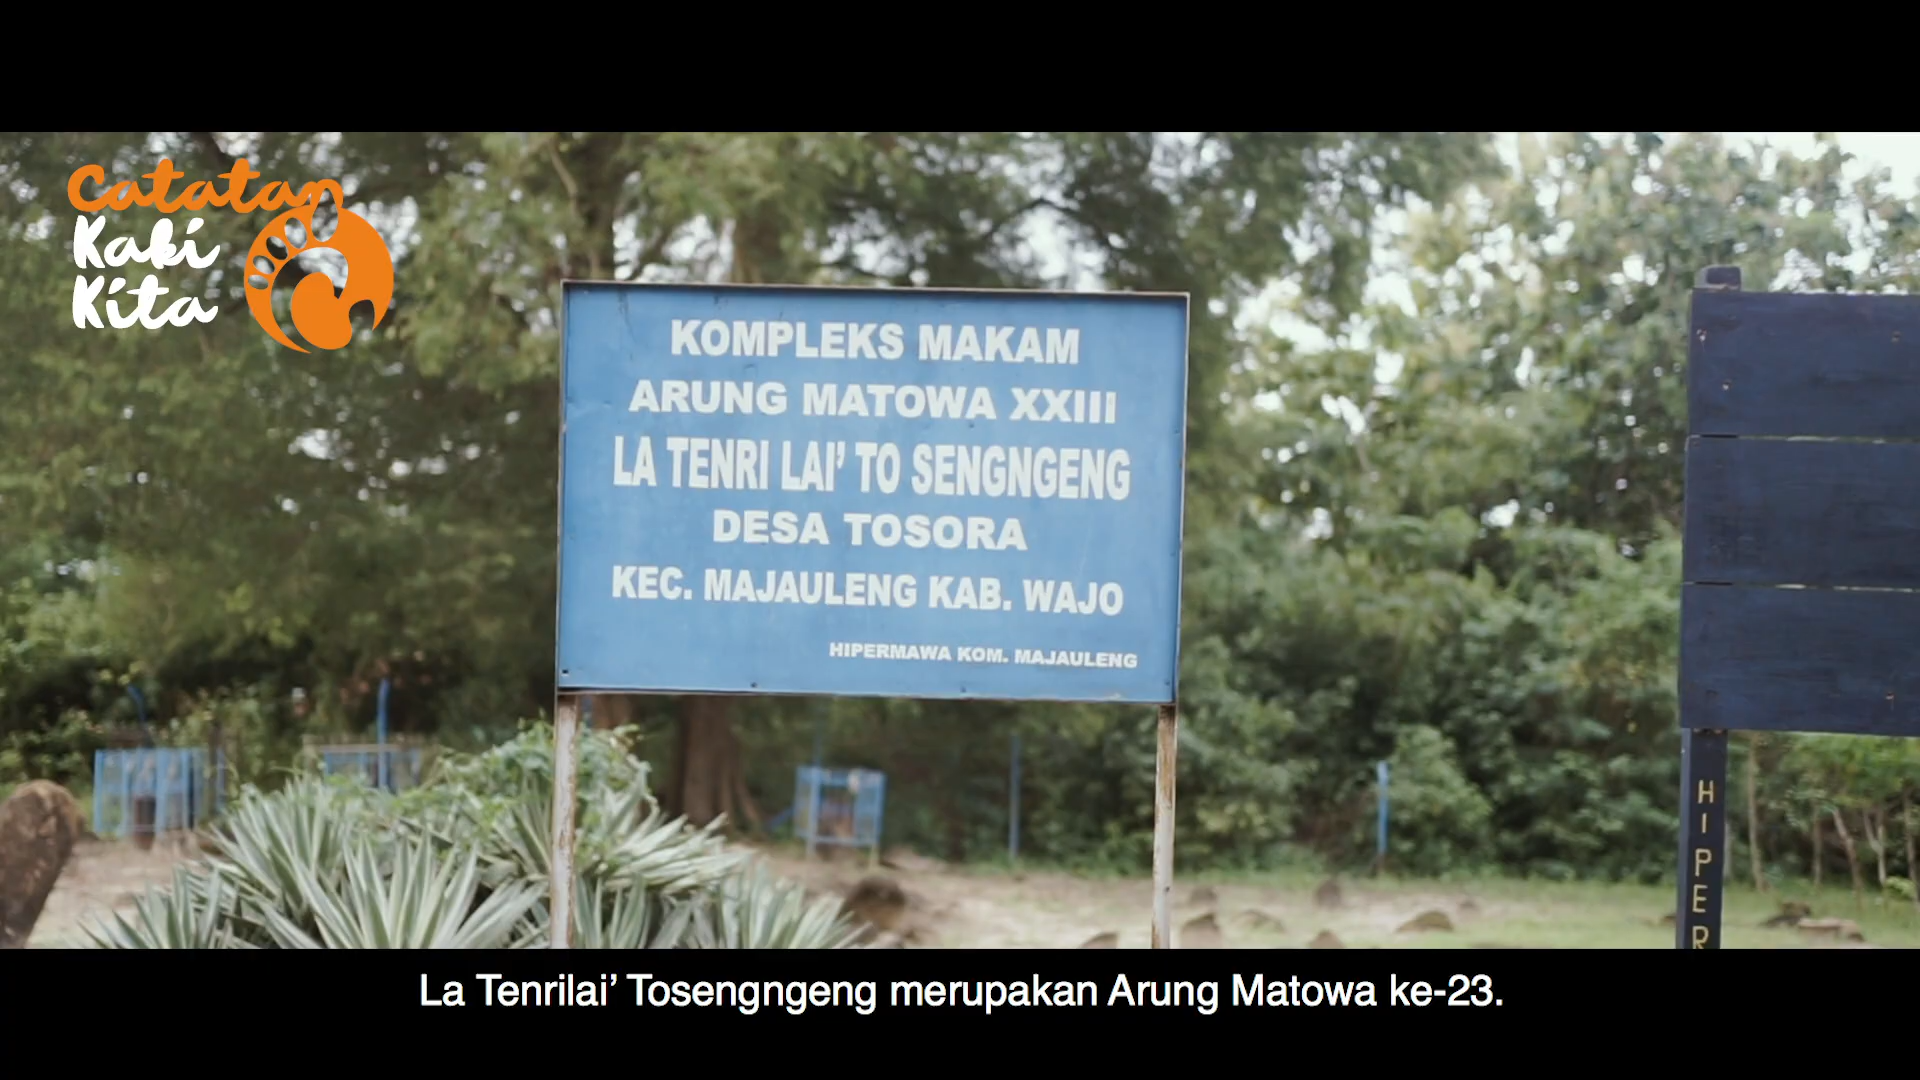 Catatan
Kaki
Kita
KOMPLEKS MAKAM
ARUNG MATOWA XXIII
LA TENRI LAI' TO SENGNGENG
DESA TOSORA
KEC. MAJAULENG KAB. WAJO
HIPERMAWA KOM. MAJAULENG
HIPER
La Tenrilai’ Tosengngeng merupakan Arung Matowa ke-23.